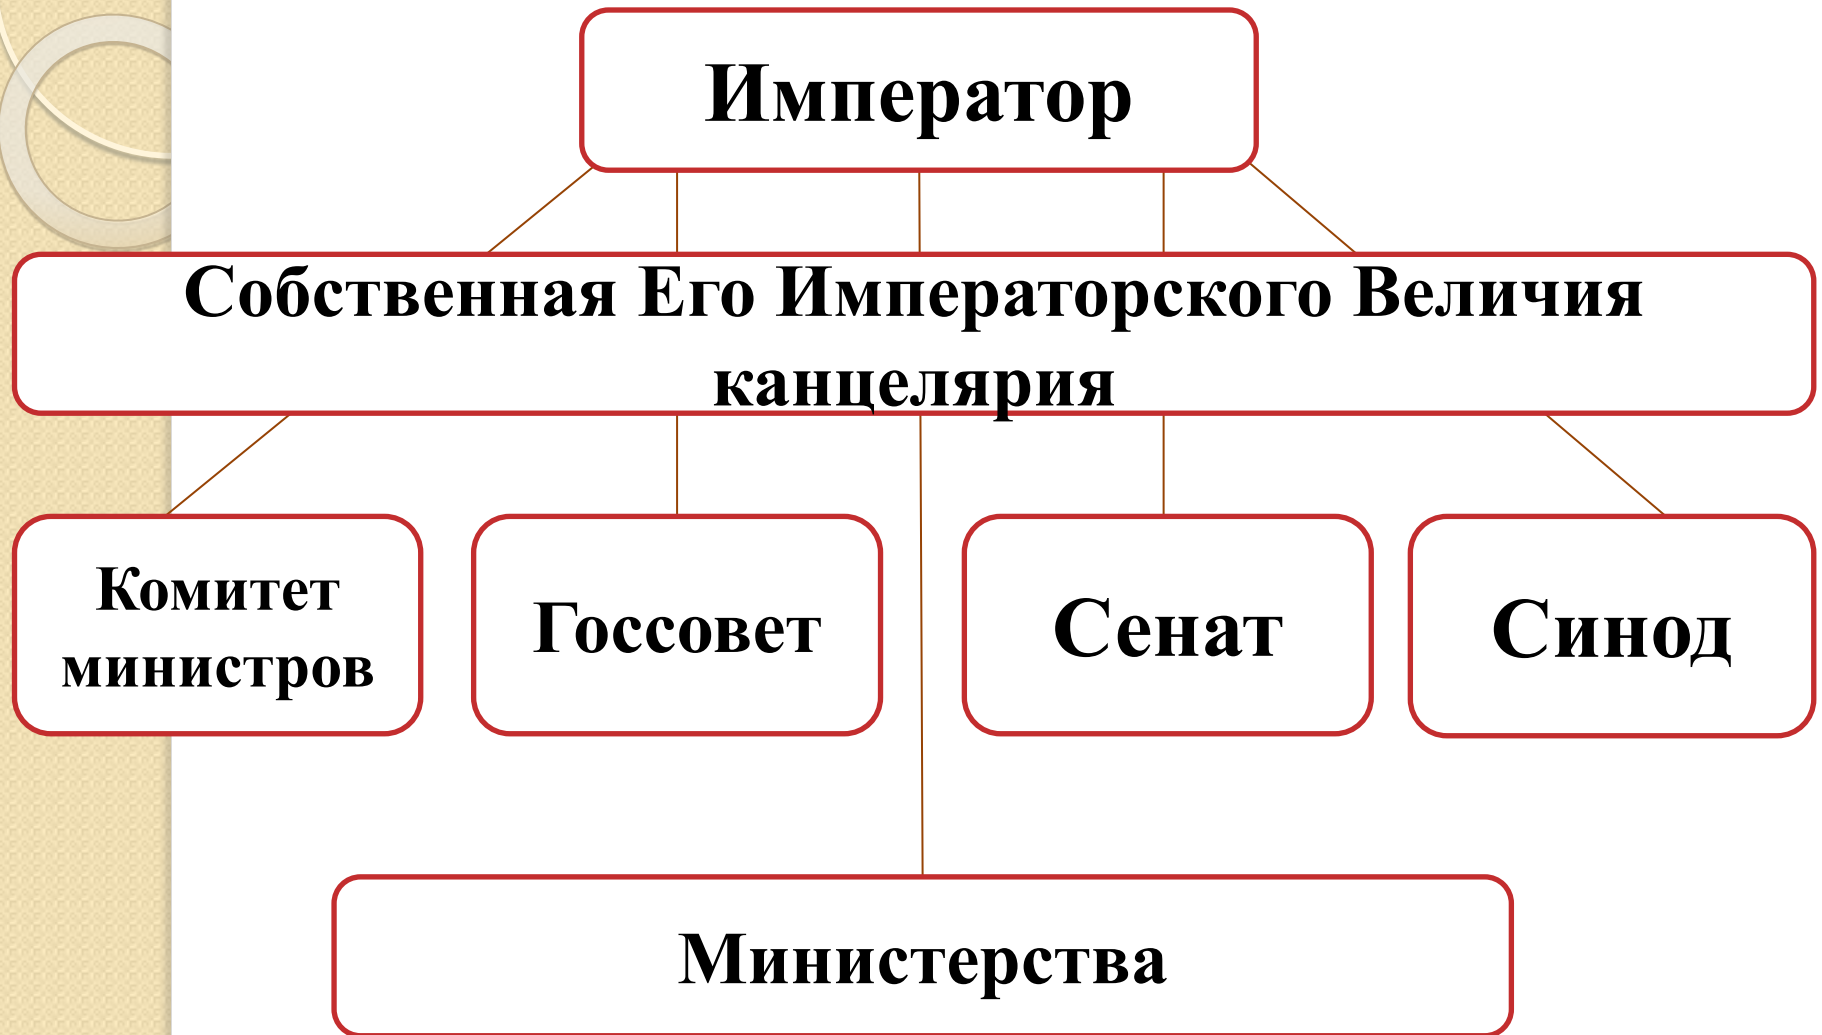 Император
Собственная Его Императорского Величия
канцелярия
Комитет
министров
Госсовет
Сенат
Синод
Министерства